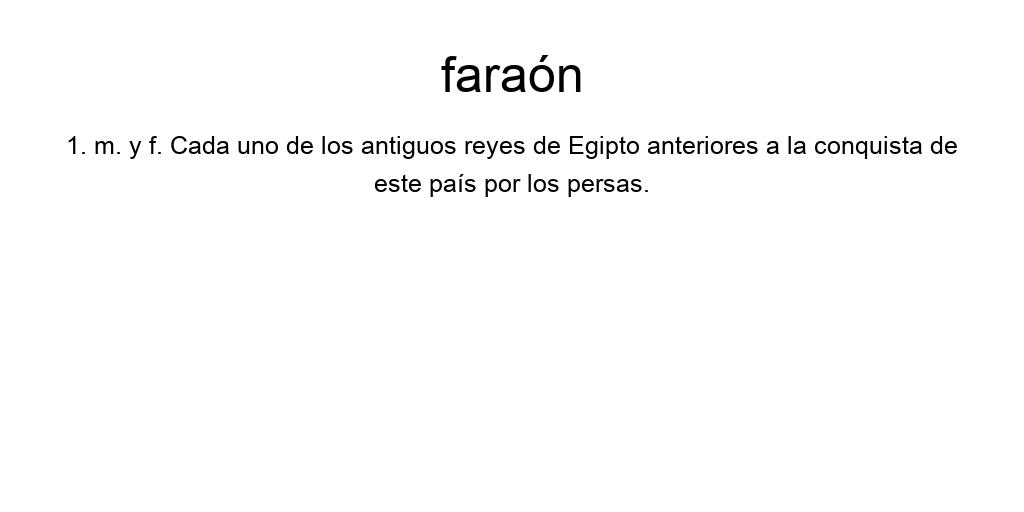 faraón
1. m. y f. Cada uno de los antiguos reyes de Egipto anteriores a la conquista de
este país por los persas.